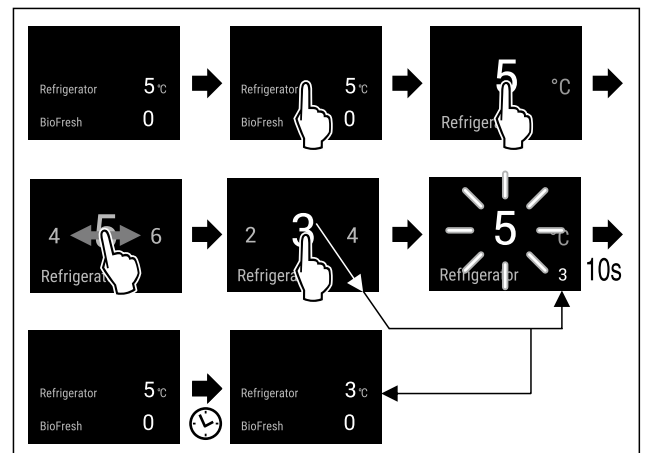 Refrigerator 5 °C
BioFresh 0
Refrigerator 5 °C
BioFresh 0
5 °C
Refriger
4 5 6
Refrigerat
2 3 4
Refrigera
5 °C
Refrigerator 3
10s
Refrigerator 5 °C
BioFresh 0
Refrigerator 3 °C
BioFresh 0